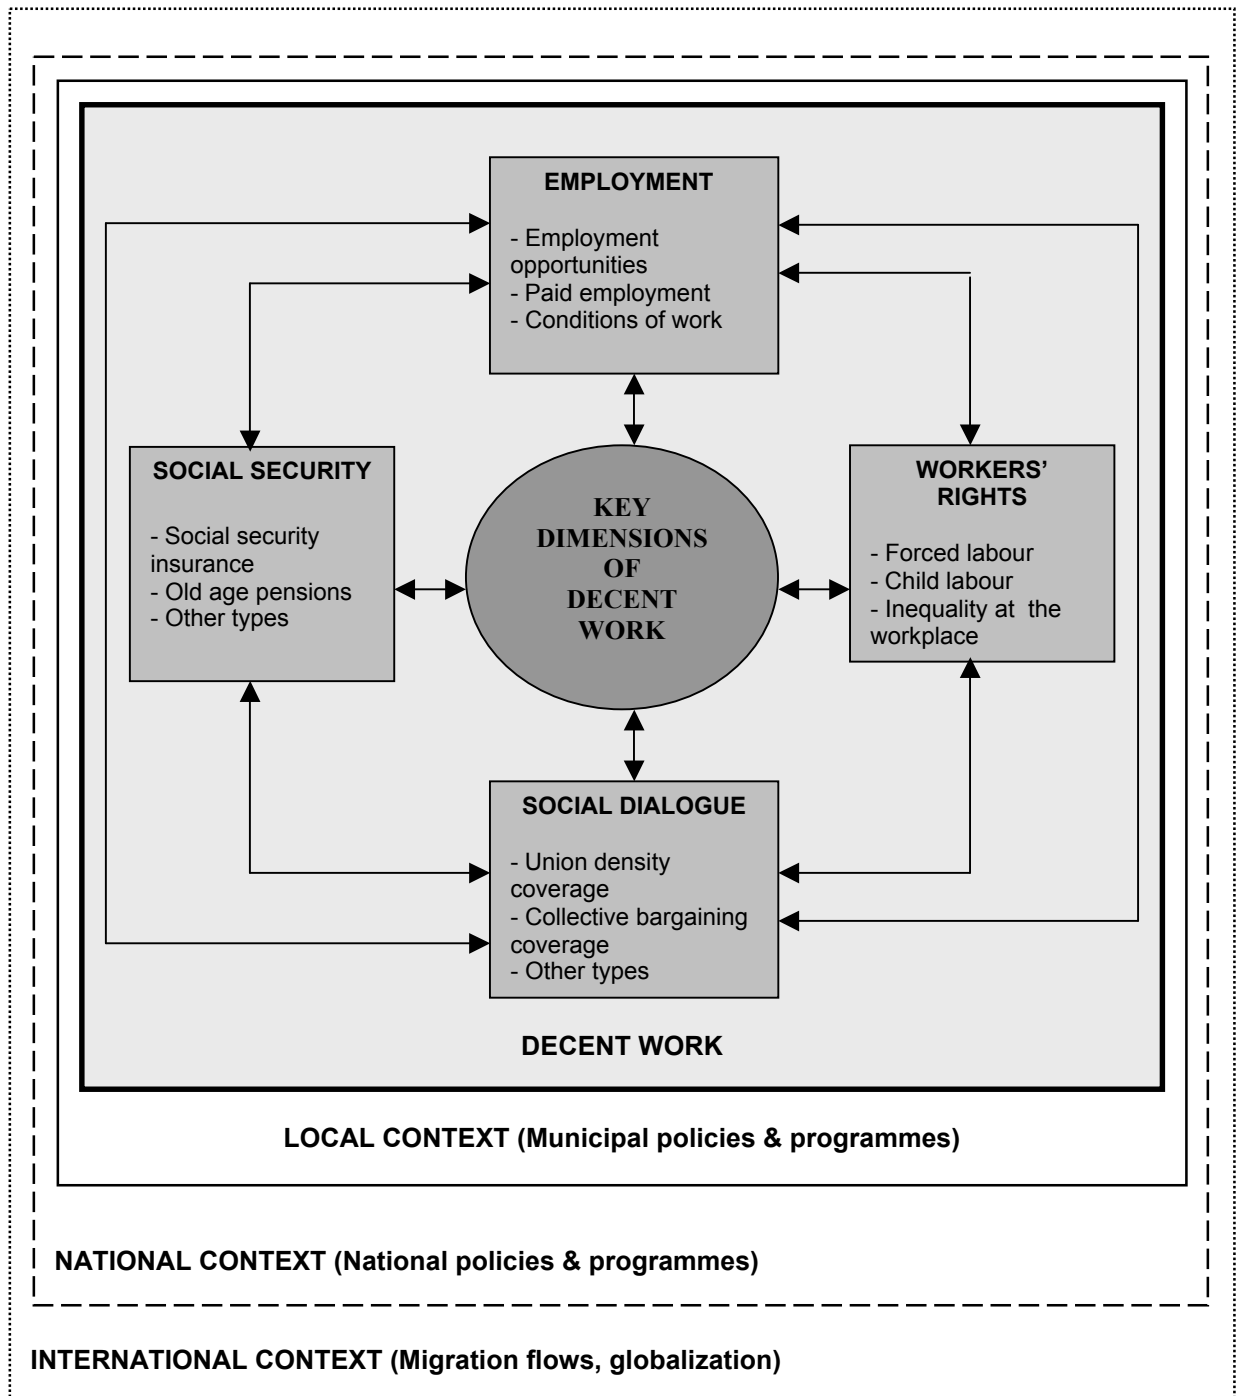 EMPLOYMENT
- Employment
opportunities
- Paid employment
- Conditions of work
SOCIAL SECURITY
- Social security
insurance
- Old age pensions
- Other types
KEY
DIMENSIONS
OF
DECENT
WORK
WORKERS’
RIGHTS
- Forced labour
- Child labour
- Inequality at the
workplace
SOCIAL DIALOGUE
- Union density
coverage
- Collective bargaining
coverage
- Other types
DECENT WORK
LOCAL CONTEXT (Municipal policies & programmes)
NATIONAL CONTEXT (National policies & programmes)
INTERNATIONAL CONTEXT (Migration flows, globalization)